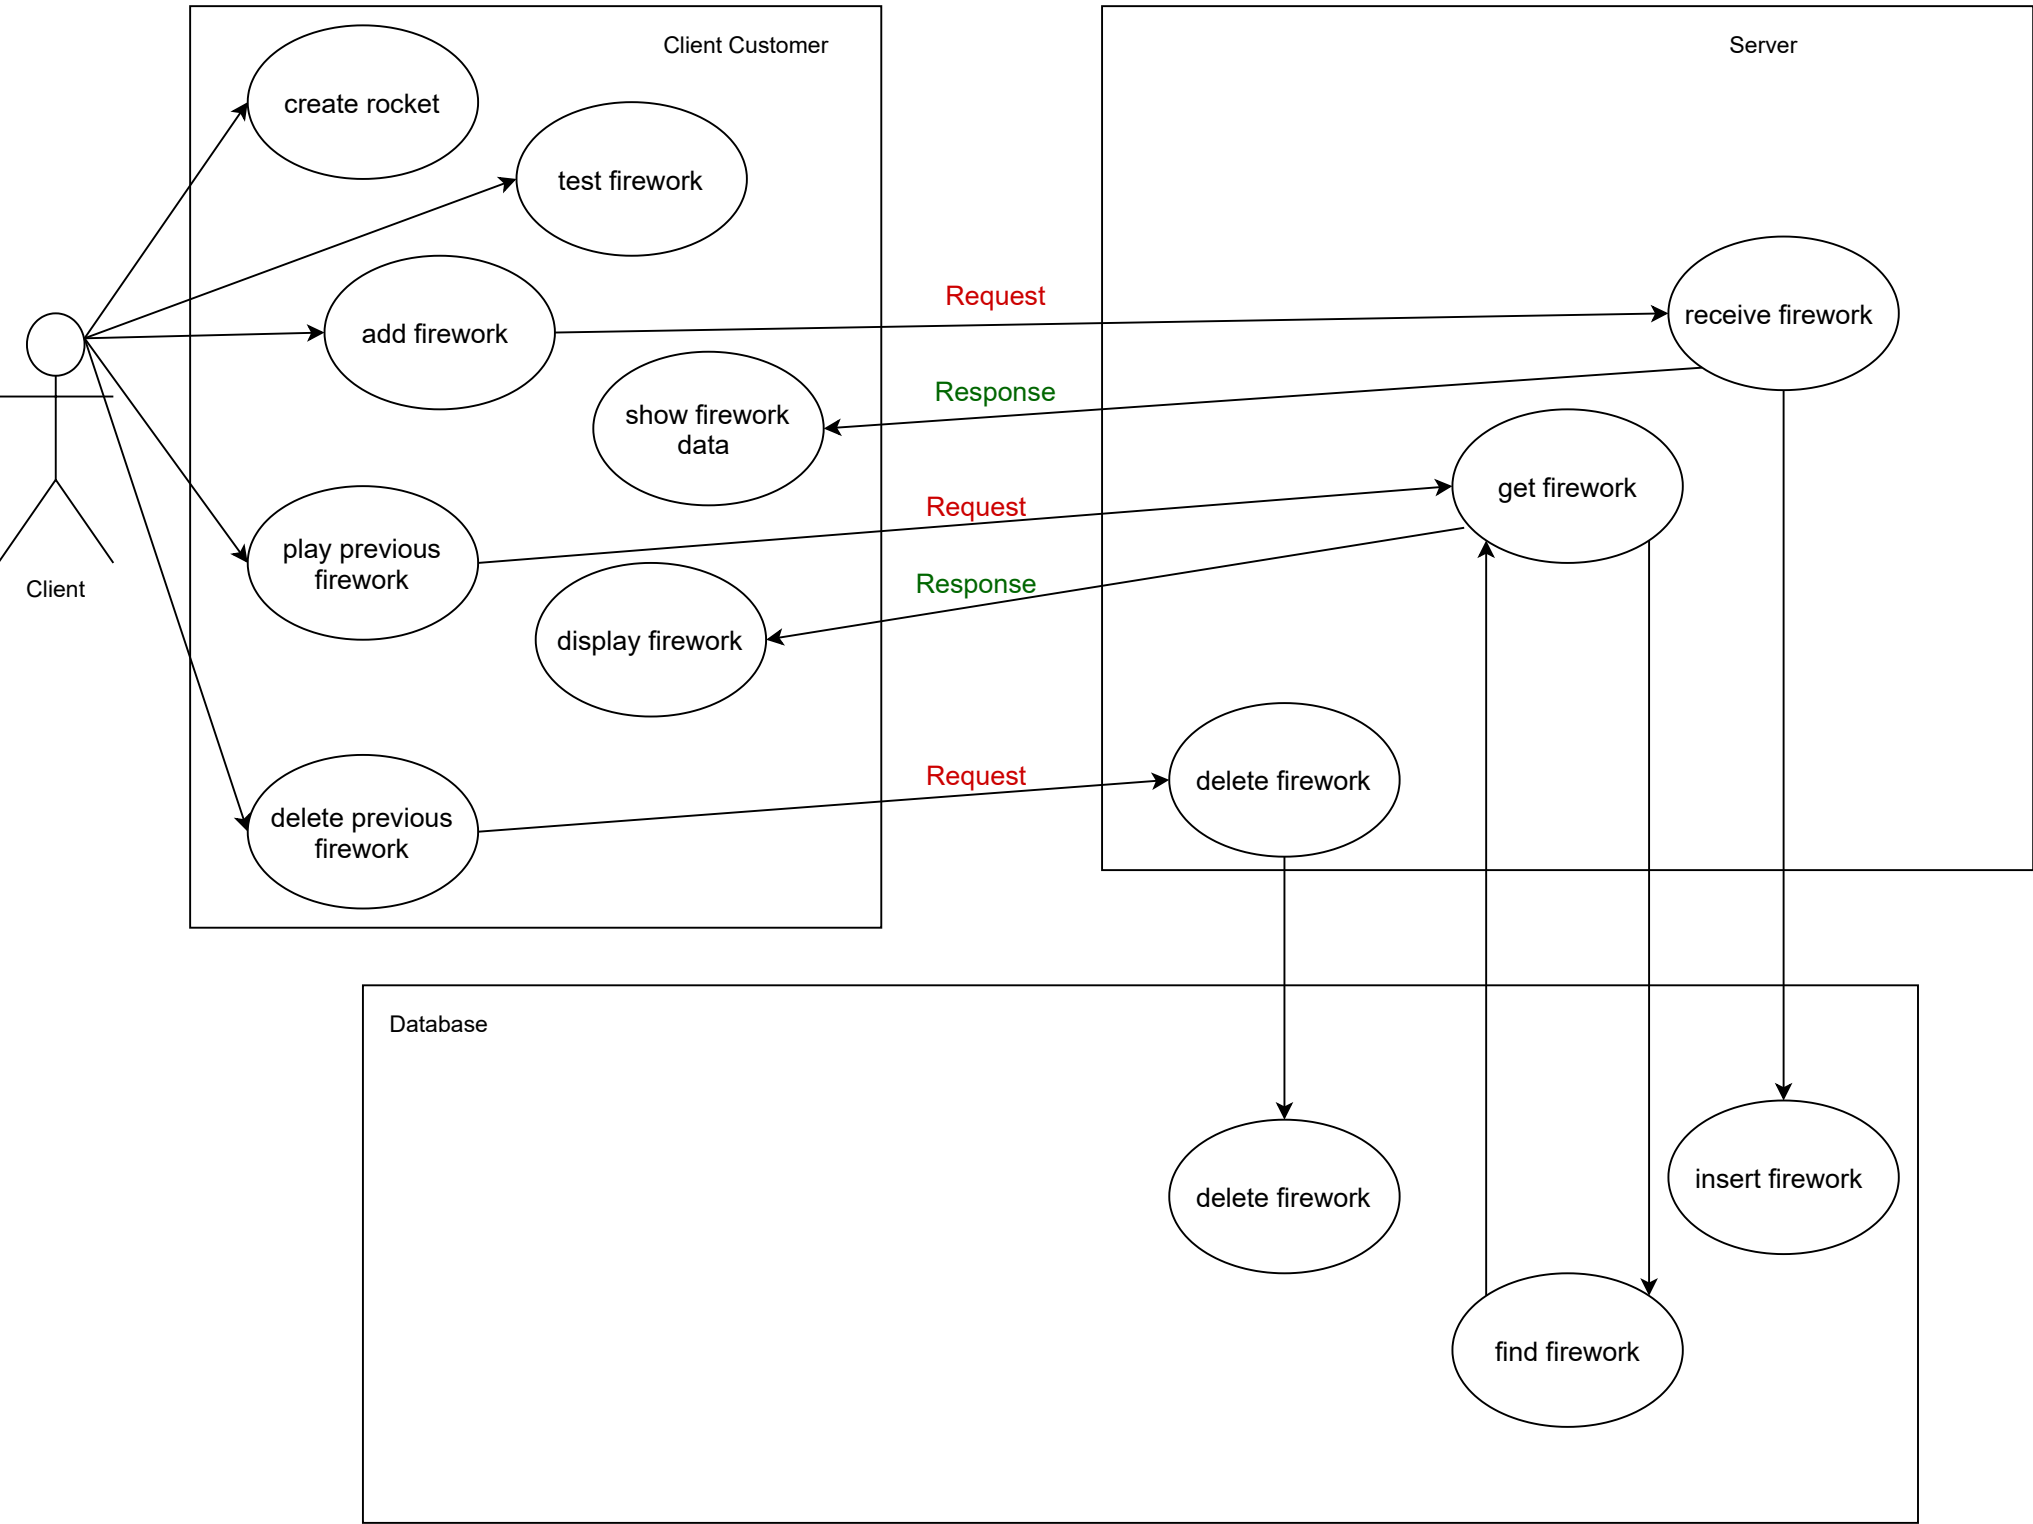 Client Customer
Server
create rocket
test firework
Request
add firework
receive firework
Response
show firework
data
get firework
Request
play previous
firework
Client
Response
display firework
Request
delete firework
delete previous
firework
Database
delete firework
insert firework
find firework